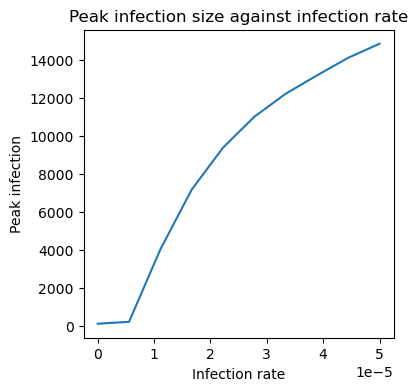 Peak infection size against infection rate
Peak infection
14000
12000
10000
8000
6000
4000
2000
0
0 1 2 3 4 5
1e−5
Infection rate